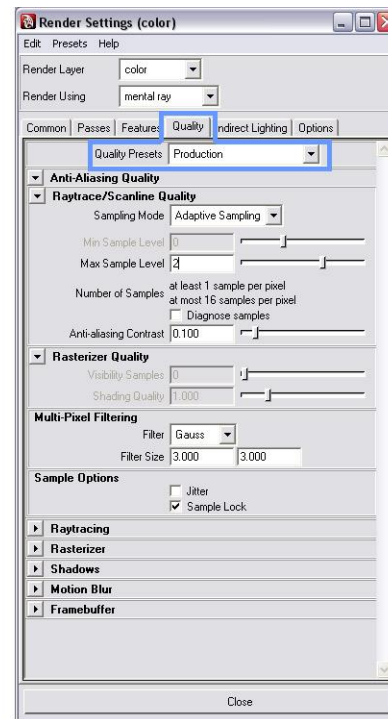 Render Settings (color)
Edit Presets Help
Render Layer color
Render Using mental ray
Common Passes Features Quality Indirect Lighting Options
Quality Presets Production
Anti-Aliasing Quality
Raytrace/Scanline Quality
Sampling Mode Adaptive Sampling
Min Sample Level 0
Max Sample Level 2
Number of Samples at least 1 sample per pixel
at most 16 samples per pixel
Diagnose samples
Anti-aliasing Contrast 0.100
Rasterizer Quality
Visibility Samples 0
Shading Quality 1.000
Multi-Pixel Filtering
Filter Gauss
Filter Size 3.000 3.000
Sample Options
Jitter
Sample Lock
Raytracing
Rasterizer
Shadows
Motion Blur
Framebuffer
Close